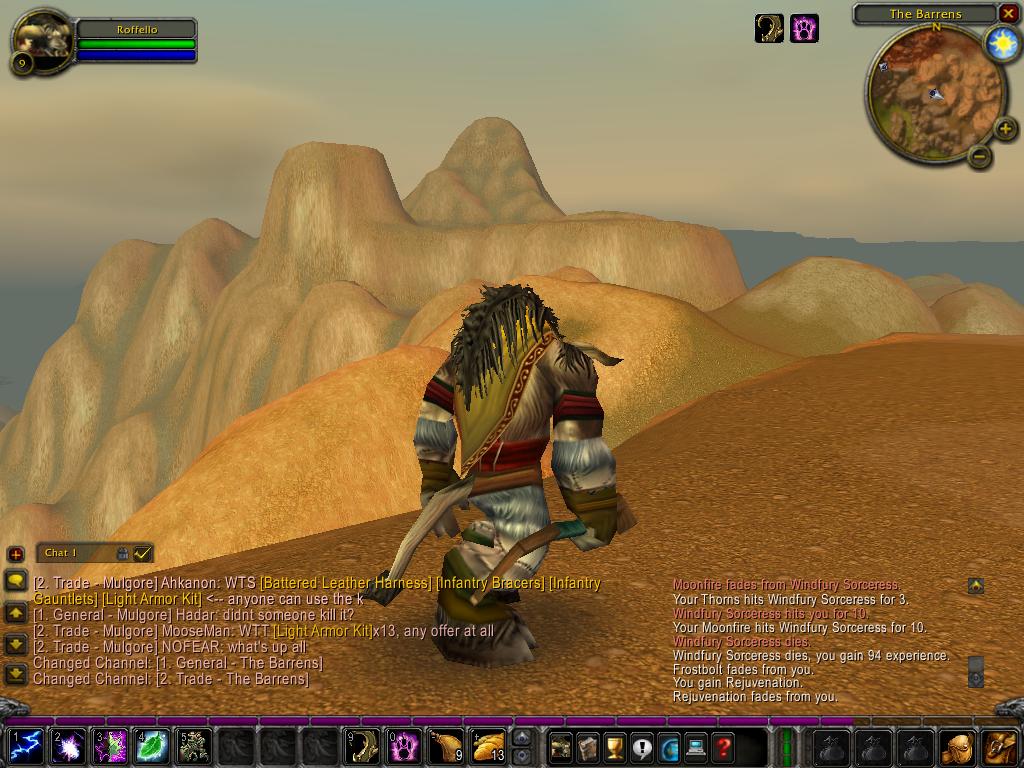 Roffello
9
The Barrens
N
Chat 1
[2. Trade - Mulgore] Ahkanon: WTS [Battered Leather Harness] [Infantry Bracers] [Infantry
Gauntlets] [Light Armor Kit] <-- anyone can use the k
[1. General - Mulgore] Hadar: didnt someone kill it?
[2. Trade - Mulgore] MooseMan: WTT [Light Armor Kit]x13, any offer at all
[2. Trade - Mulgore] NOFEAR: what's up all
Changed Channel: [1. General - The Barrens]
Changed Channel: [2. Trade - The Barrens]
Moonfire fades from Windfury Sorceress.
Your Thorns hits Windfury Sorceress for 3.
Windfury Sorceress hits you for 10.
Your Moonfire hits Windfury Sorceress for 10.
Windfury Sorceress dies.
Windfury Sorceress dies, you gain 94 experience.
Frostbolt fades from you.
You gain Rejuvenation.
Rejuvenation fades from you.
1 2 3 4 5 9 0 - 9 = 13